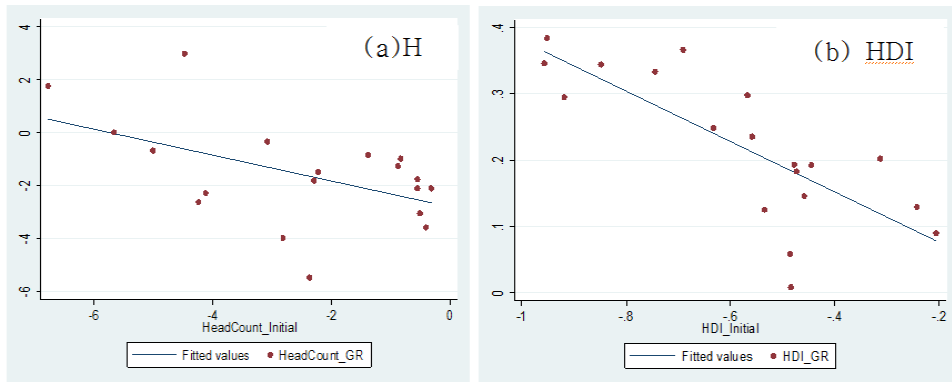 (a)H
4
2
0
-2
-4
-6
-6
-4
-2
0
HeadCount_Initial
Fitted values
HeadCount_GR
(b) HDI
.4
.3
.2
.1
0
-1
-.8
-.6
-.4
-.2
HDI_Initial
Fitted values
HDI_GR